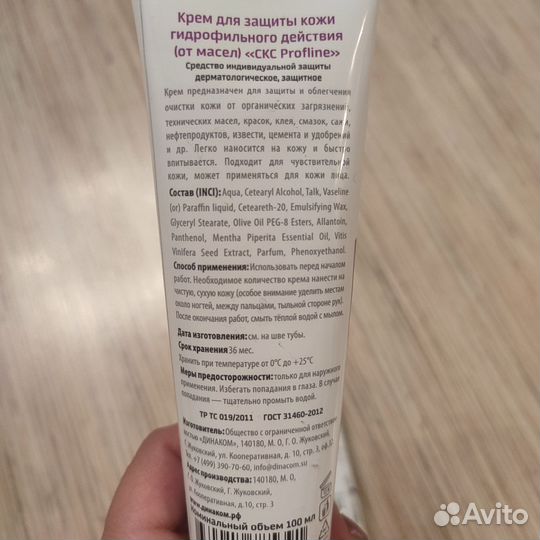 Крем для защиты кожи
гидрофильного действия
(от масел) «СКС Profline»
Средство индивидуальной защиты
дерматологическое, защитное
Крем предназначен для защиты и облегчения
очистки кожи от органических загрязнений,
технических масел, красок, клея, смазок, сажи,
нефтепродуктов, извести, цемента и удобрений
и др. Легко наносится на кожу и быстро
впитывается. Подходит для чувствительной
кожи, может применяться для кожи лица.
Состав (INCI): Aqua, Cetearyl Alcohol, Talk, Vaseline
(or) Paraffin liquid, Ceteareth-20, Emulsifying Wax,
Glyceryl Stearate, Olive Oil PEG-8 Esters, Allantoin,
Panthenol, Mentha Piperita Essential Oil, Vitis
Vinifera Seed Extract, Parfum, Phenoxyethanol.
Способ применения: Использовать перед началом
работ. Необходимое количество крема нанести на
чистую, сухую кожу (особое внимание уделить местам
около ногтей, между пальцами, тыльной стороне рук).
После окончания работ, смыть тёплой водой с мылом.
Дата изготовления: см. на шве тубы.
Срок хранения 36 мес.
Хранить при температуре от 0°C до +25°C
Меры предосторожности: только для наружного
применения. Избегать попадания в глаза. В случае
попадания — тщательно промыть водой.
ТР ТС 019/2011 ГОСТ 31460-2012
Изготовитель: Общество с ограниченной ответствен
ностью «ДИНАКОМ», 140180, М. О, Г. О. Жуковский,
г. Жуковский, ул. Кооперативная, д. 10, стр. 3, оф.
тел. +7 (499) 390-70-60, info@dinacom.su
Адрес производства: 140180, М. О,
Г. О. Жуковский, Г. Жуковский,
ул. Кооперативная, д. 10, стр. 3
www.динаком.рф
Номинальный объем 100 мл
Avito